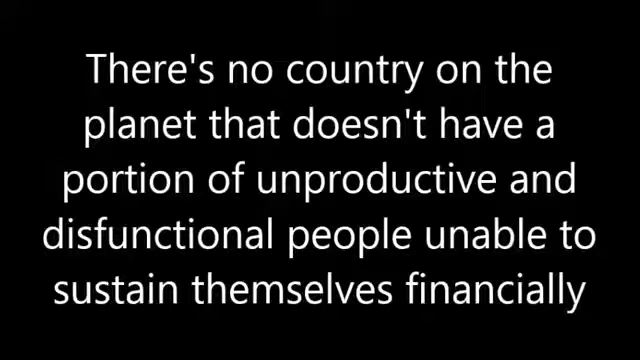 There's no country on the
planet that doesn't have a
portion of unproductive and
disfunctional people unable to
sustain themselves financially